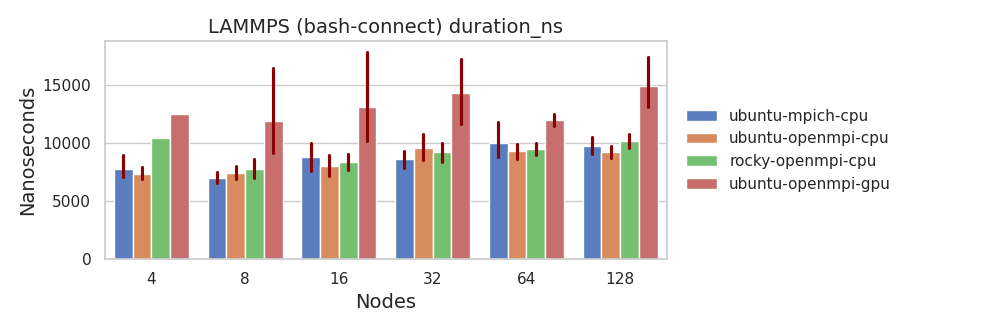 LAMMPS (bash-connect) duration_ns
Nanoseconds
15000
10000
5000
0
4 8 16 32 64 128
Nodes
ubuntu-mpich-cpu
ubuntu-openmpi-cpu
rocky-openmpi-cpu
ubuntu-openmpi-gpu